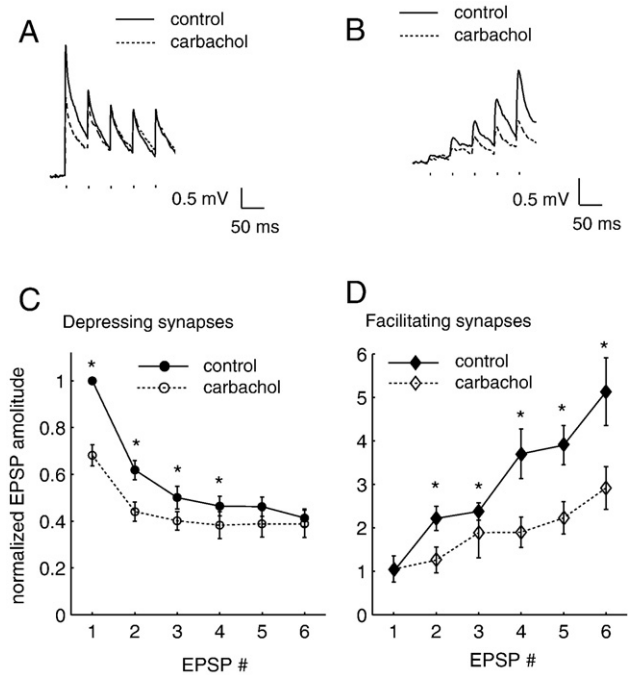 A
control
carbachol
0.5 mV
50 ms
B
control
carbachol
0.5 mV
50 ms
C
Depressing synapses
control
carbachol
normalized EPSP amolitude
1
0.8
0.6
0.4
0.2
0
*
*
*
*
1 2 3 4 5 6
EPSP #
D
Facilitating synapses
control
carbachol
6
5
4
3
2
1
0
*
*
*
*
*
1 2 3 4 5 6
EPSP #